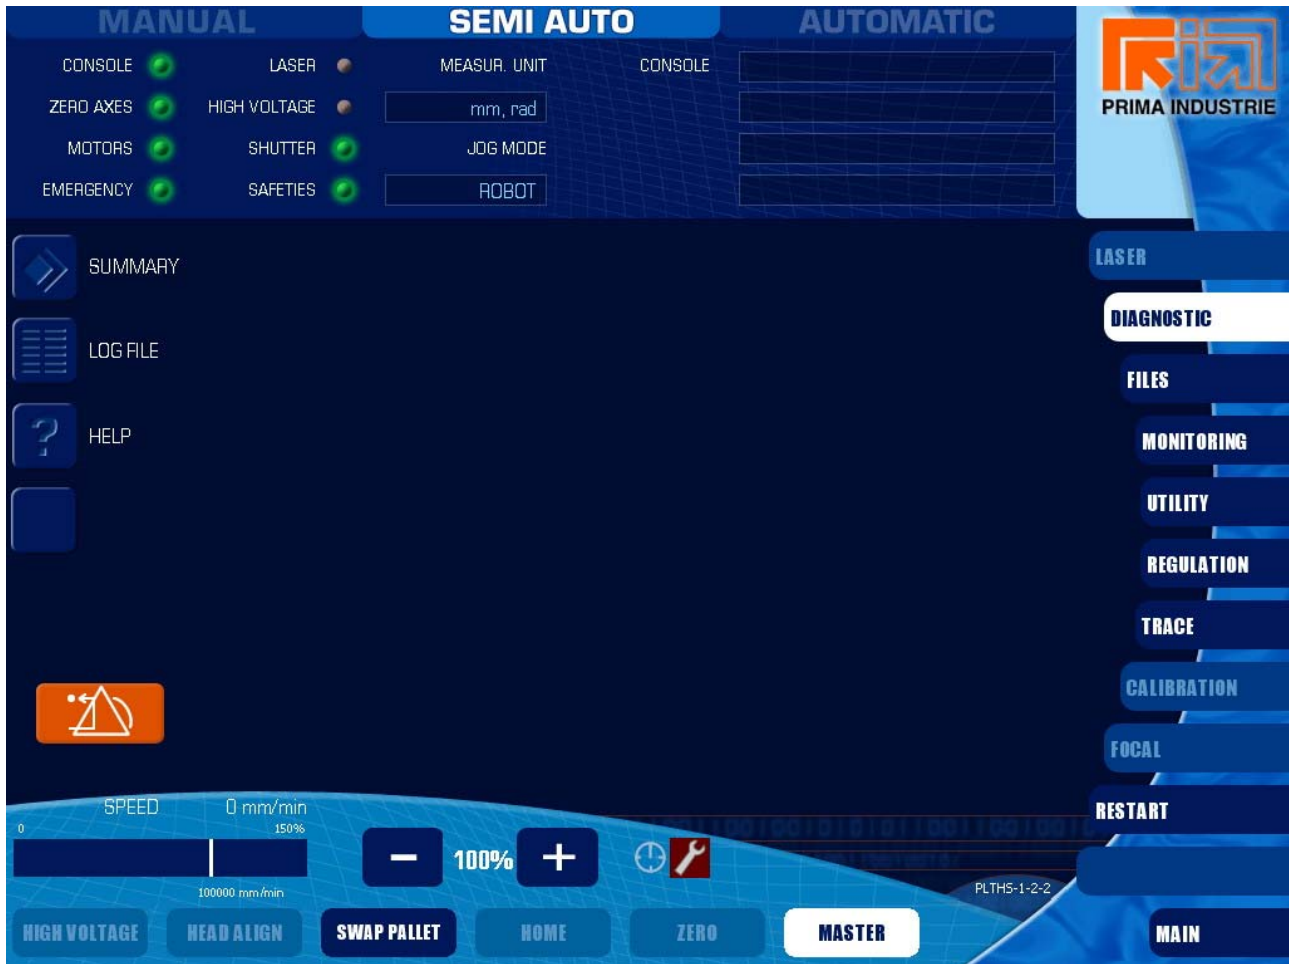 MANUAL SEMI AUTO AUTOMATIC
CONSOLE LASER MEASUR. UNIT CONSOLE
ZERO AXES HIGH VOLTAGE mm, rad
MOTORS SHUTTER JOG MODE
EMERGENCY SAFETIES ROBOT
PRIMA INDUSTRIE
SUMMARY
LOG FILE
HELP
LASER
DIAGNOSTIC
FILES
MONITORING
UTILITY
REGULATION
TRACE
CALIBRATION
FOCAL
RESTART
SPEED 0 mm/min
0 150%
100%
100000 mm/min
PLTHS-1-2-2
HIGH VOLTAGE HEAD ALIGN SWAP PALLET HOME ZERO MASTER MAIN